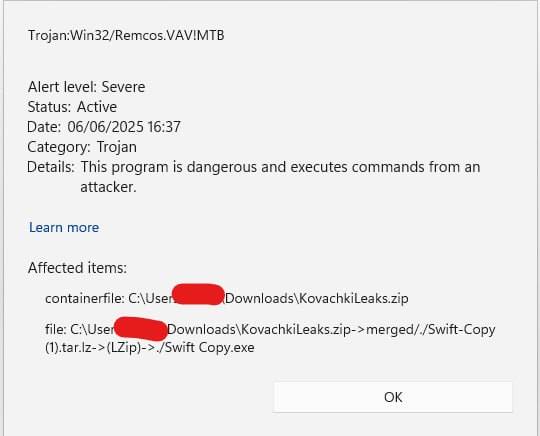 Trojan:Win32/Remcos.VAV!MTB
Alert level: Severe
Status: Active
Date: 06/06/2025 16:37
Category: Trojan
Details: This program is dangerous and executes commands from an
attacker.
Learn more
Affected items:
containerfile: C:\User Downloads\KovachkiLeaks.zip
file: C:\User Downloads\KovachkiLeaks.zip->merged/./Swift-Copy
(1).tar.lz->(LZip)->./Swift Copy.exe
OK